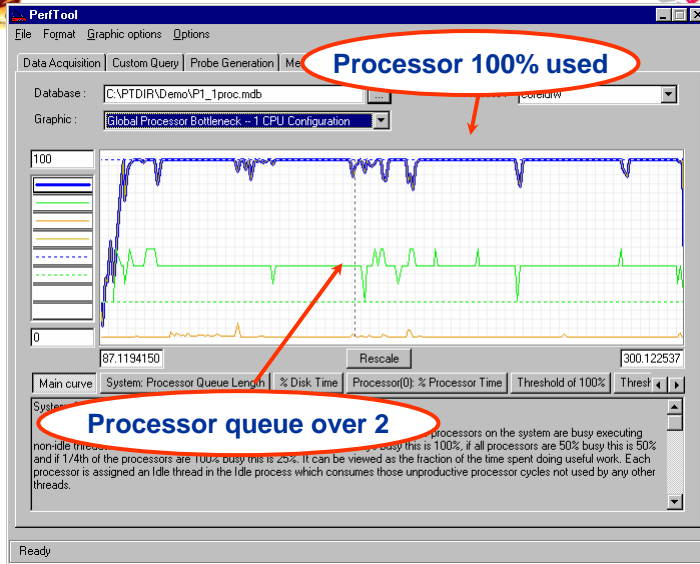 PerfTool
File Format Graphic options Options
Data Acquisition Custom Query Probe Generation
Processor 100% used
Database : C:\PTDIR\Demo\P1_1proc.mdb ...
Graphic : Global Processor Bottleneck -- 1 CPU Configuration
100
0
87.1194150 Rescale 300.122537
Main curve System: Processor Queue Length % Disk Time Processor(0): % Processor Time Threshold of 100% Thresh
Processor queue over 2
processors on the system are busy executing
non-idle busy this is 100%, if all processors are 50% busy this is 50%
and if 1/4th of the processors are 100% busy this is 25%. It can be viewed as the fraction of the time spent doing useful work. Each
processor is assigned an Idle thread in the Idle process which consumes those unproductive processor cycles not used by any other
threads.
Ready